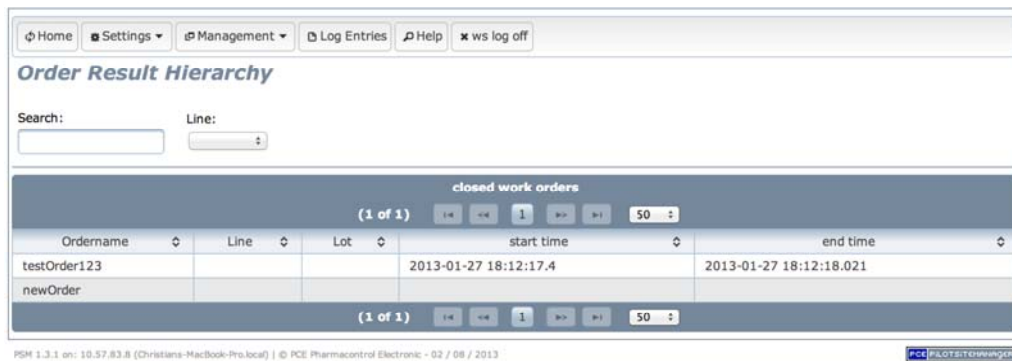 Home Settings Management Log Entries Help ws log off
Order Result Hierarchy
Search: Line:
closed work orders
(1 of 1) 1 50
Ordername Line Lot start time end time
testOrder123 2013-01-27 18:12:17.4 2013-01-27 18:12:18.021
newOrder
(1 of 1) 1 50
PSM 1.3.1 on: 10.57.83.8 (Christians-MacBook-Pro.local) | © PCE Pharmacontrol Electronic - 02 / 08 / 2013 PCE PILOTSITEMANAGER